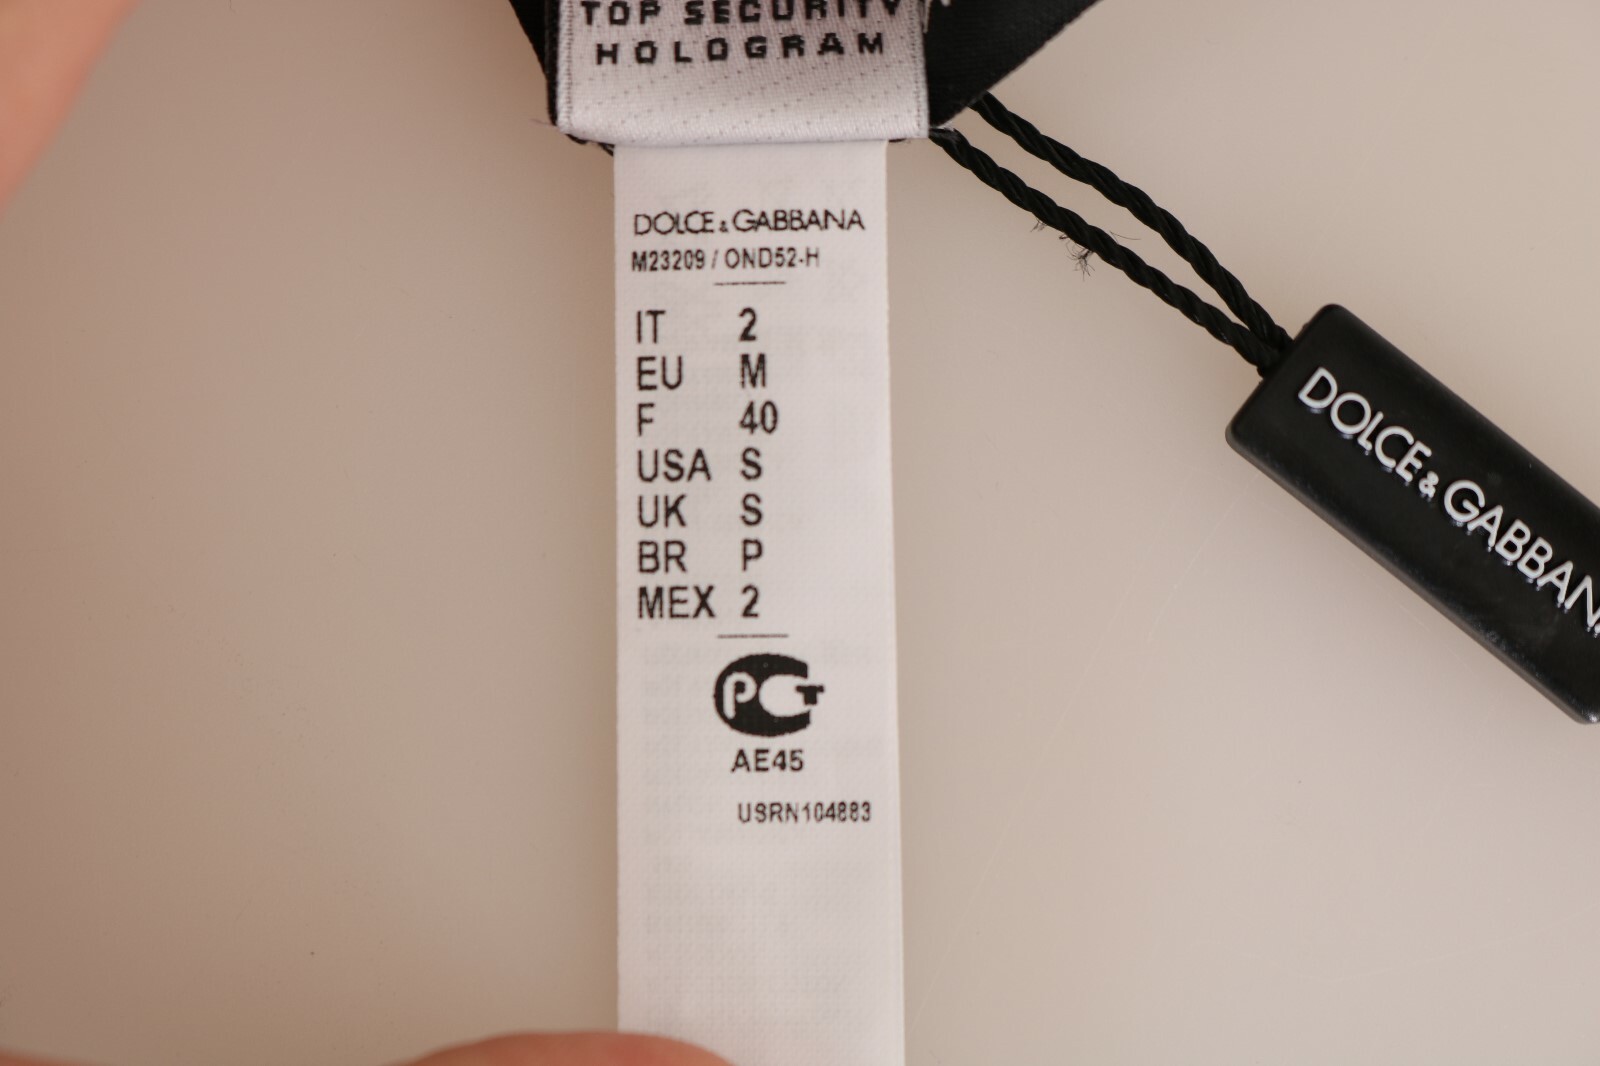 TOP SECURITY
HOLOGRAM
DOLCE & GABBANA
M23209 / OND52-H
IT 2
EU M
F 40
USA S
UK S
BR P
MEX 2
РСТ
AE45
USRN104883
DOLCE & GABBANA